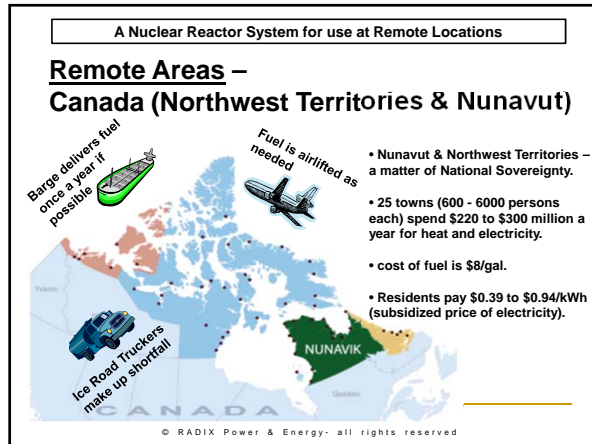 A Nuclear Reactor System for use at Remote Locations
Remote Areas –
Canada (Northwest Territories & Nunavut)
Barge delivers fuel
once a year if
possible
Fuel is airlifted as
needed
• Nunavut & Northwest Territories –
a matter of National Sovereignty.
• 25 towns (600 - 6000 persons
each) spend $220 to $300 million a
year for heat and electricity.
• cost of fuel is $8/gal.
• Residents pay $0.39 to $0.94/kWh
(subsidized price of electricity).
Yukon
Ice Road Truckers
make up shortfall
NUNAVIK
Québec
CANADA
© RADIX Power & Energy- all rights reserved